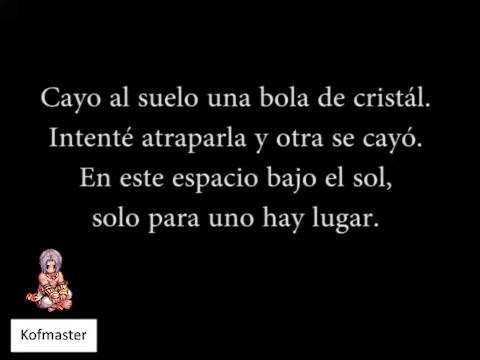 Cayo al suelo una bola de cristál.
Intenté atraparla y otra se cayó.
En este espacio bajo el sol,
solo para uno hay lugar.
Kofmaster